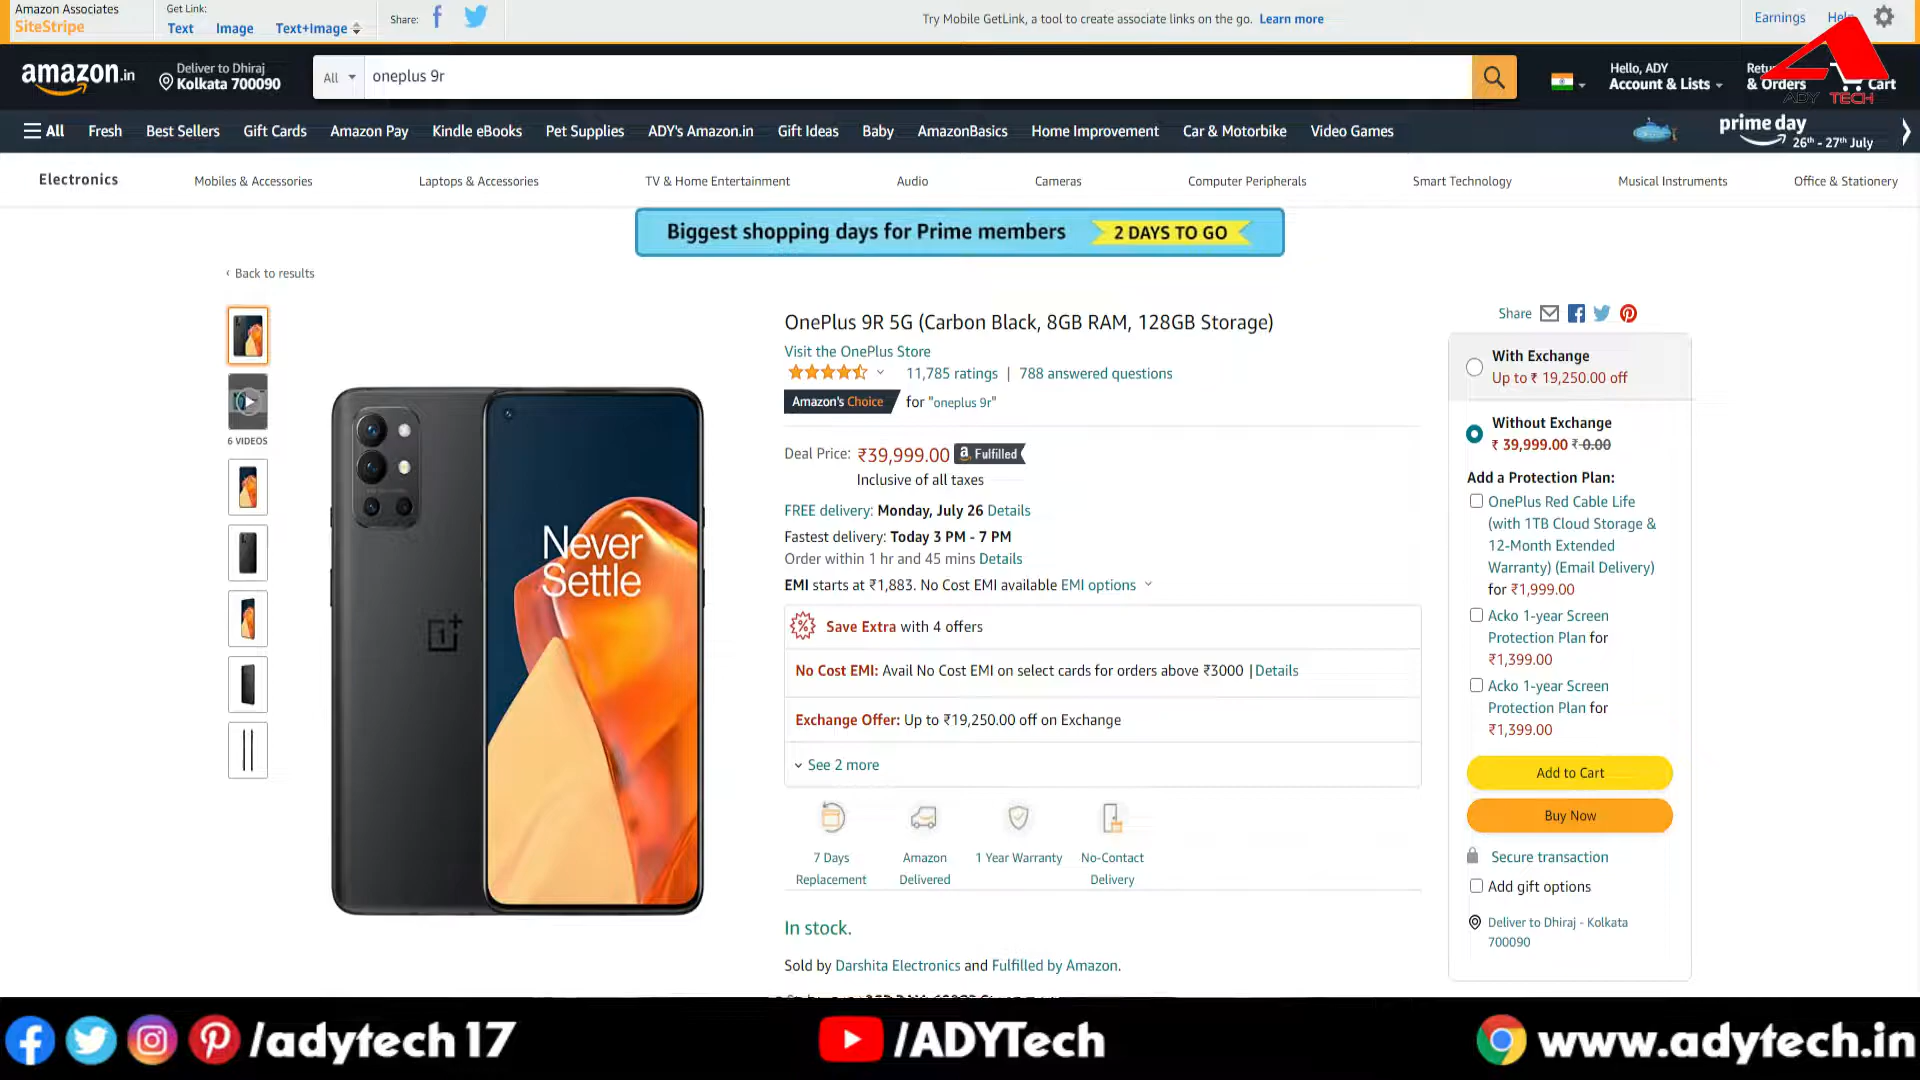 Amazon Associates
SiteStripe
Get Link:
Text Image Text+Image
Share:
Try Mobile GetLink, a tool to create associate links on the go. Learn more
Earnings Help
amazon.in
Deliver to Dhiraj
Kolkata 700090
All
oneplus 9r
Hello, ADY
Account & Lists
& Orders
Cart
ADY TECH
All Fresh Best Sellers Gift Cards Amazon Pay Kindle eBooks Pet Supplies ADY's Amazon.in Gift Ideas Baby AmazonBasics Home Improvement Car & Motorbike Video Games
prime day
26th - 27th July
Electronics Mobiles & Accessories Laptops & Accessories TV & Home Entertainment Audio Cameras Computer Peripherals Smart Technology Musical Instruments Office & Stationery
Biggest shopping days for Prime members 2 DAYS TO GO
‹ Back to results
6 VIDEOS
Never
Settle
OnePlus 9R 5G (Carbon Black, 8GB RAM, 128GB Storage)
Visit the OnePlus Store
11,785 ratings | 788 answered questions
Amazon's Choice for "oneplus 9r"
Deal Price: ₹39,999.00 a Fulfilled
Inclusive of all taxes
FREE delivery: Monday, July 26 Details
Fastest delivery: Today 3 PM - 7 PM
Order within 1 hr and 45 mins Details
EMI starts at ₹1,883. No Cost EMI available EMI options
Save Extra with 4 offers
No Cost EMI: Avail No Cost EMI on select cards for orders above ₹3000 |Details
Exchange Offer: Up to ₹19,250.00 off on Exchange
See 2 more
7 Days
Replacement
Amazon
Delivered
1 Year Warranty
No-Contact
Delivery
In stock.
Sold by Darshita Electronics and Fulfilled by Amazon.
Share
With Exchange
Up to ₹ 19,250.00 off
Without Exchange
₹ 39,999.00 ₹ 0.00
Add a Protection Plan:
OnePlus Red Cable Life
(with 1TB Cloud Storage &
12-Month Extended
Warranty) (Email Delivery)
for ₹1,999.00
Acko 1-year Screen
Protection Plan for
₹1,399.00
Acko 1-year Screen
Protection Plan for
₹1,399.00
Add to Cart
Buy Now
Secure transaction
Add gift options
Deliver to Dhiraj - Kolkata
700090
/adytech17
/ADYTech
www.adytech.in